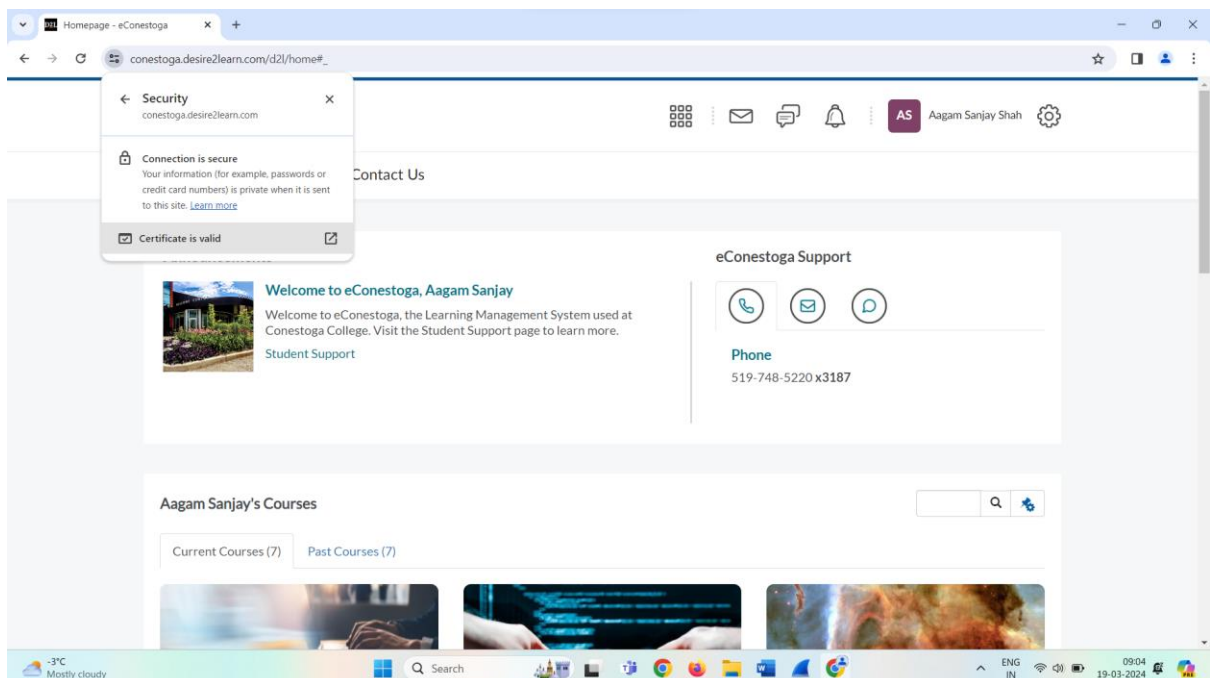 D2L Homepage - eConestoga
conestoga.desire2learn.com/d2l/home#_
Security
conestoga.desire2learn.com
Connection is secure
Your information (for example, passwords or
credit card numbers) is private when it is sent
to this site. Learn more
Certificate is valid
AS Aagam Sanjay Shah
Contact Us
Welcome to eConestoga, Aagam Sanjay
Welcome to eConestoga, the Learning Management System used at
Conestoga College. Visit the Student Support page to learn more.
Student Support
eConestoga Support
Phone
519-748-5220 x3187
Aagam Sanjay's Courses
Current Courses (7) Past Courses (7)
-3°C
Mostly cloudy
Search
ENG
IN
09:04
19-03-2024